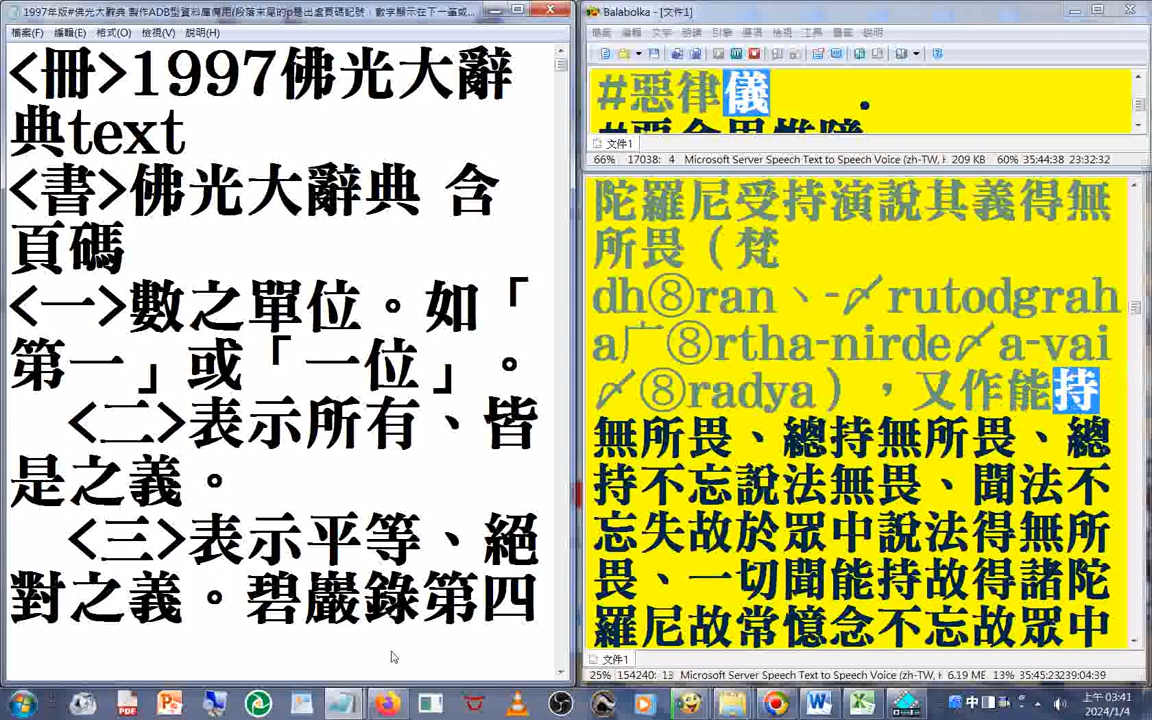 1997年版#佛光大辭典 製作ADB型資料庫備用(段落末尾的p是出處頁碼記號，數字顯示在下一筆或...
檔案(F) 編輯(E) 格式(O) 檢視(V) 說明(H)
<冊>1997佛光大辭
典text
<書>佛光大辭典 含
頁碼
<一>數之單位。如「
第一」或「一位」。
<二>表示所有、皆
是之義。
<三>表示平等、絕
對之義。碧巖錄第四
Balabolka - [文件1]
#惡律儀
文件1
66% 17038: 4 Microsoft Server Speech Text to Speech Voice (zh-TW, H 209 KB 60% 35:44:38 23:32:32
陀羅尼受持演說其義得無
所畏（梵
dh⑧ran丶-〆rutodgrah
a广⑧rtha-nirde〆a-vai
〆⑧radya），又作能持
無所畏、總持無所畏、總
持不忘說法無畏、聞法不
忘失故於眾中說法得無所
畏、一切聞能持故得諸陀
羅尼故常憶念不忘故眾中
文件1
25% 154240: 13 Microsoft Server Speech Text to Speech Voice (zh-TW, H 6.19 ME 13% 35:45:23239:04:39
中
上午 03:41
2024/1/4